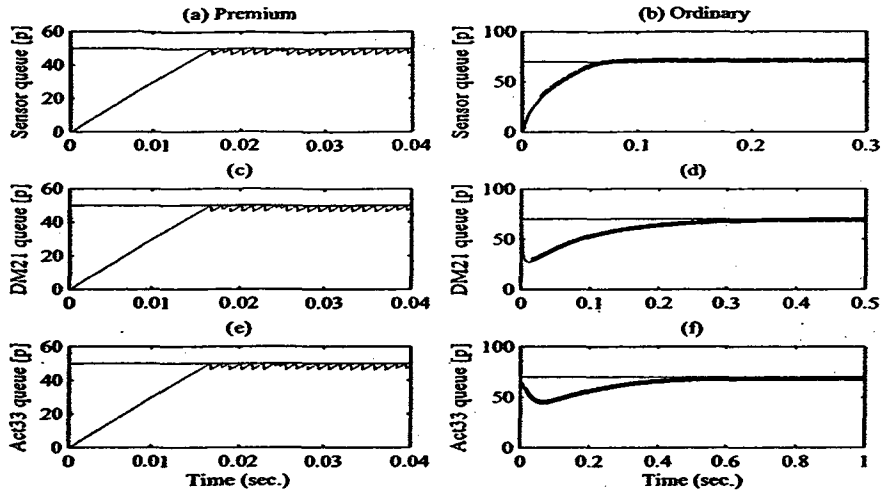 (a) Premium
(b) Ordinary
Sensor queue [p]
60
40
20
0
0 0.01 0.02 0.03 0.04
Sensor queue [p]
100
50
0
0 0.1 0.2 0.3
(c)
(d)
DM21 queue [p]
60
40
20
0
0 0.01 0.02 0.03 0.04
DM21 queue [p]
100
50
0
0 0.1 0.2 0.3 0.4 0.5
(e)
(f)
Act33 queue [p]
60
40
20
0
0 0.01 0.02 0.03 0.04
Time (sec.)
Act33 queue [p]
100
50
0
0 0.2 0.4 0.6 0.8 1
Time (sec.)